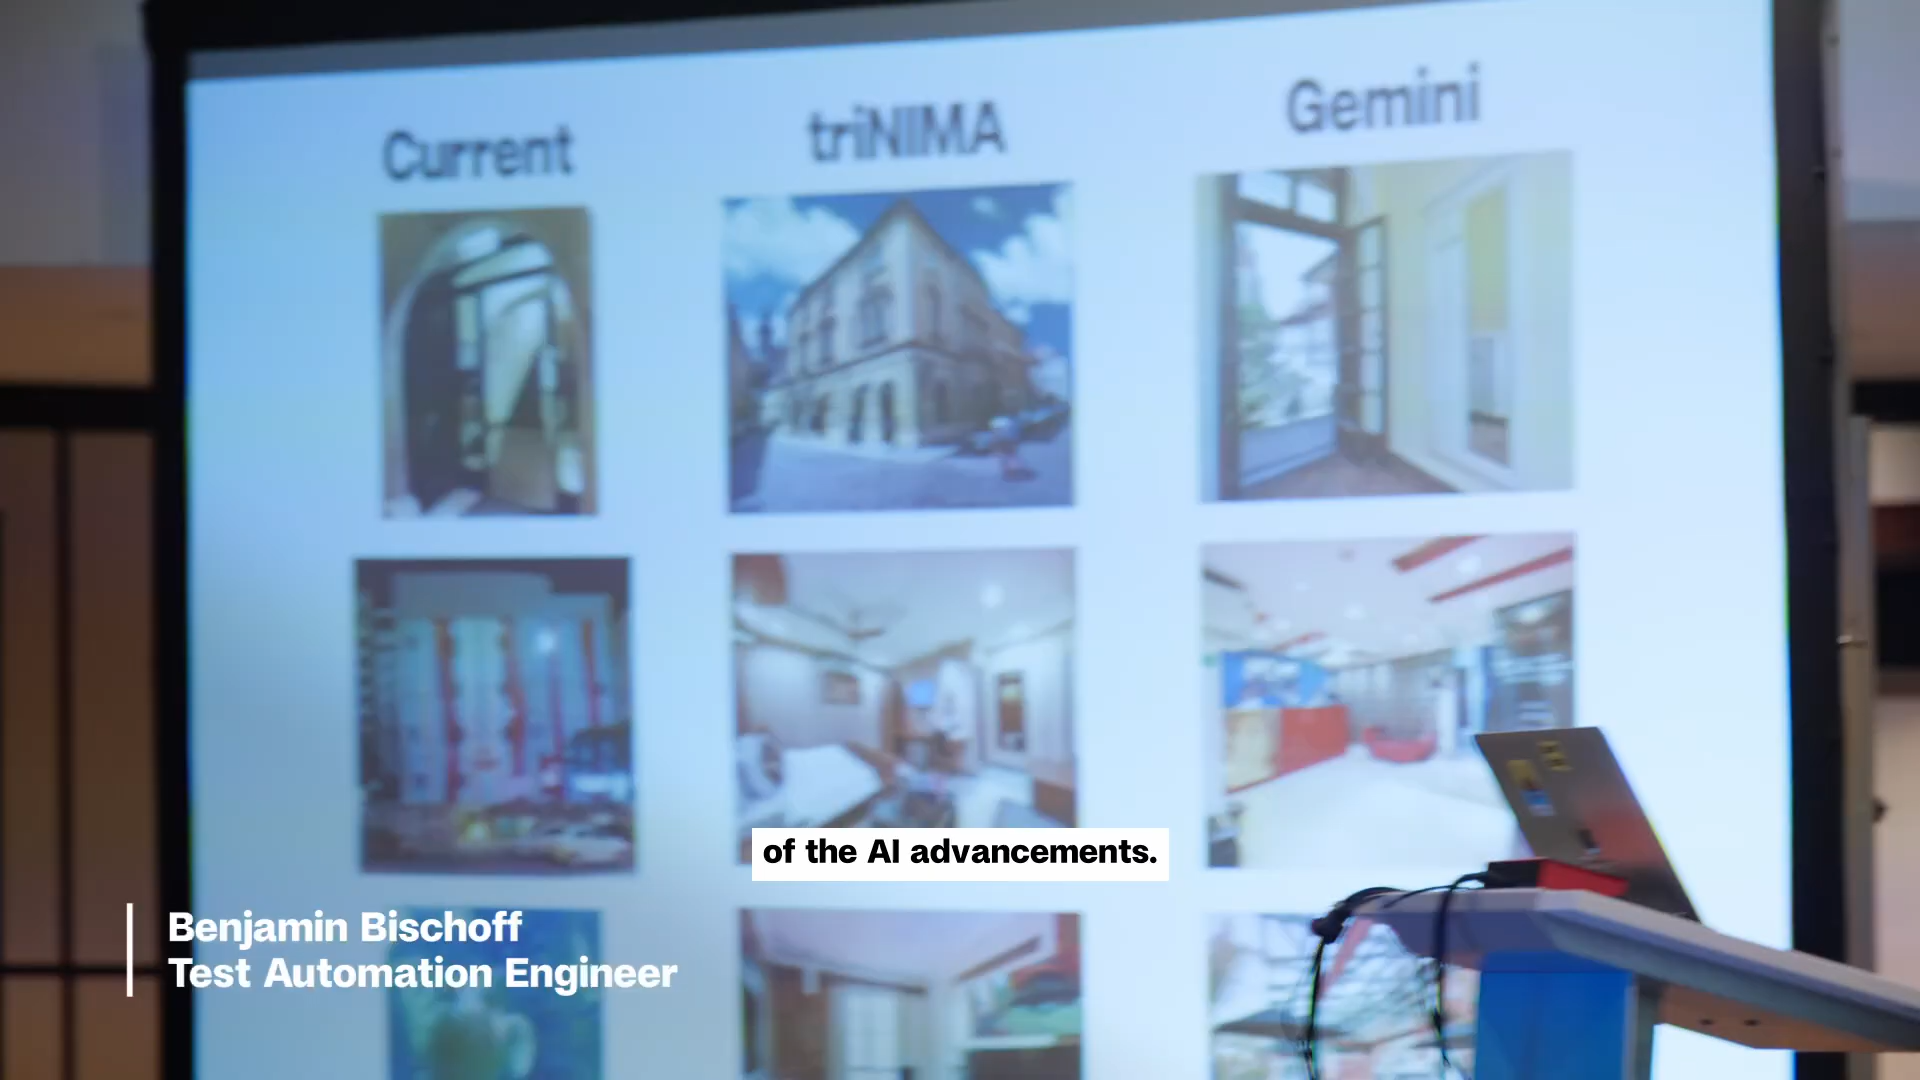 Current
triNIMA
Gemini
of the AI advancements.
Benjamin Bischoff
Test Automation Engineer